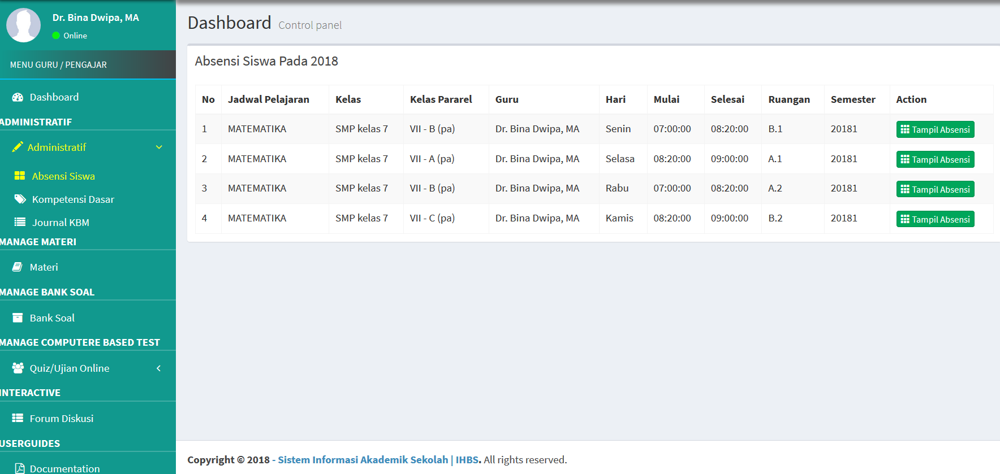 Dr. Bina Dwipa, MA
Online
MENU GURU / PENGAJAR
Dashboard
ADMINISTRATIF
Administratif
Absensi Siswa
Kompetensi Dasar
Journal KBM
MANAGE MATERI
Materi
MANAGE BANK SOAL
Bank Soal
MANAGE COMPUTERE BASED TEST
Quiz/Ujian Online
INTERACTIVE
Forum Diskusi
USERGUIDES
Documentation
Dashboard Control panel
Absensi Siswa Pada 2018
No Jadwal Pelajaran Kelas Kelas Pararel Guru Hari Mulai Selesai Ruangan Semester Action
1 MATEMATIKA SMP kelas 7 VII - B (pa) Dr. Bina Dwipa, MA Senin 07:00:00 08:20:00 B.1 20181 Tampil Absensi
2 MATEMATIKA SMP kelas 7 VII - A (pa) Dr. Bina Dwipa, MA Selasa 08:20:00 09:00:00 A.1 20181 Tampil Absensi
3 MATEMATIKA SMP kelas 7 VII - B (pa) Dr. Bina Dwipa, MA Rabu 07:00:00 08:20:00 A.2 20181 Tampil Absensi
4 MATEMATIKA SMP kelas 7 VII - C (pa) Dr. Bina Dwipa, MA Kamis 08:20:00 09:00:00 B.2 20181 Tampil Absensi
Copyright © 2018 - Sistem Informasi Akademik Sekolah | IHBS. All rights reserved.